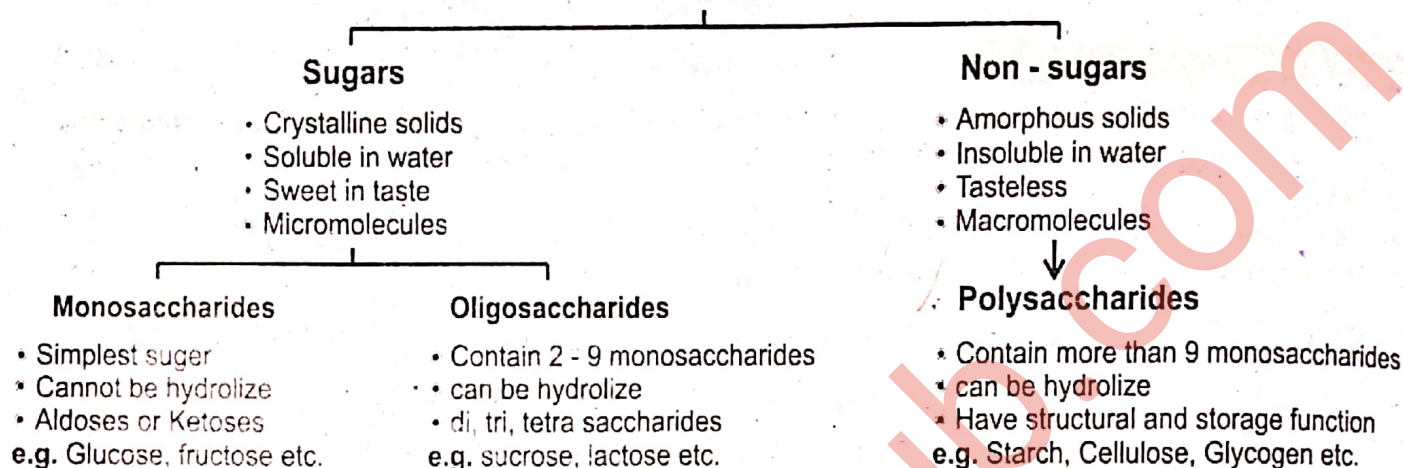 Sugars
• Crystalline solids
• Soluble in water
• Sweet in taste
• Micromolecules
Non - sugars
• Amorphous solids
• Insoluble in water
• Tasteless
• Macromolecules
Monosaccharides
• Simplest suger
• Cannot be hydrolize
• Aldoses or Ketoses
e.g. Glucose, fructose etc.
Oligosaccharides
• Contain 2 - 9 monosaccharides
• can be hydrolize
• di, tri, tetra saccharides
e.g. sucrose, lactose etc.
Polysaccharides
• Contain more than 9 monosaccharides
• can be hydrolize
• Have structural and storage function
e.g. Starch, Cellulose, Glycogen etc.
b.com